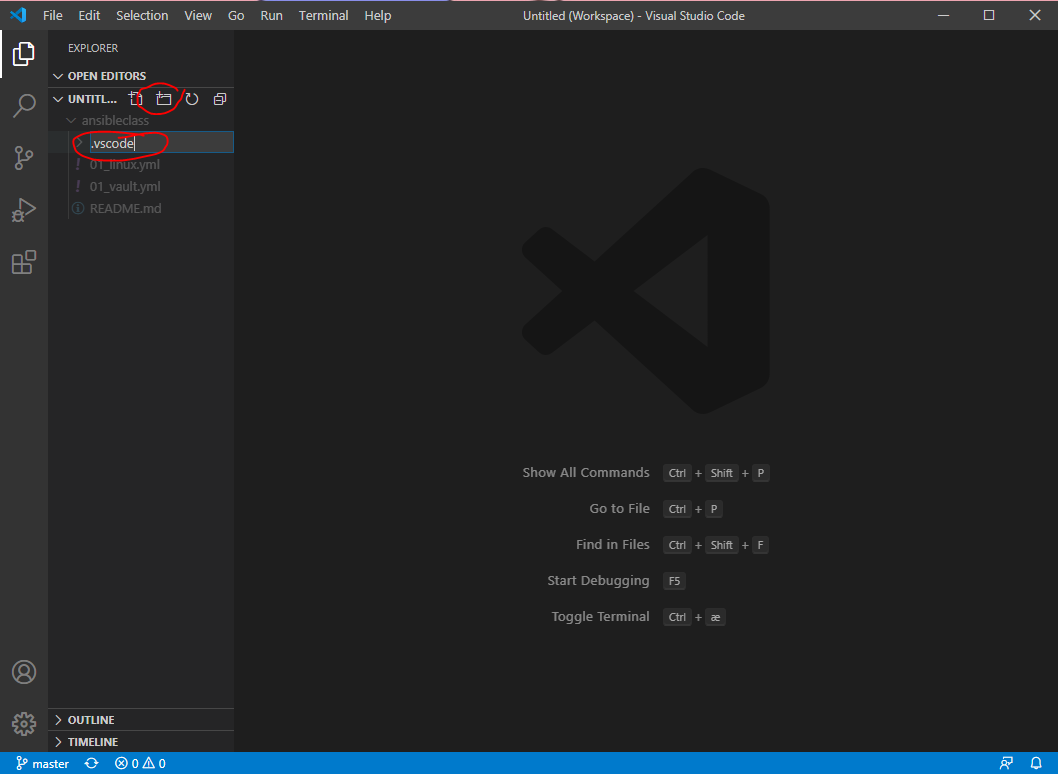 File Edit Selection View Go Run Terminal Help Untitled (Workspace) - Visual Studio Code
EXPLORER
OPEN EDITORS
UNTITL...
ansibleclass
.vscode
01_linux.yml
01_vault.yml
README.md
Show All Commands Ctrl + Shift + P
Go to File Ctrl + P
Find in Files Ctrl + Shift + F
Start Debugging F5
Toggle Terminal Ctrl + æ
OUTLINE
TIMELINE
master 0 0